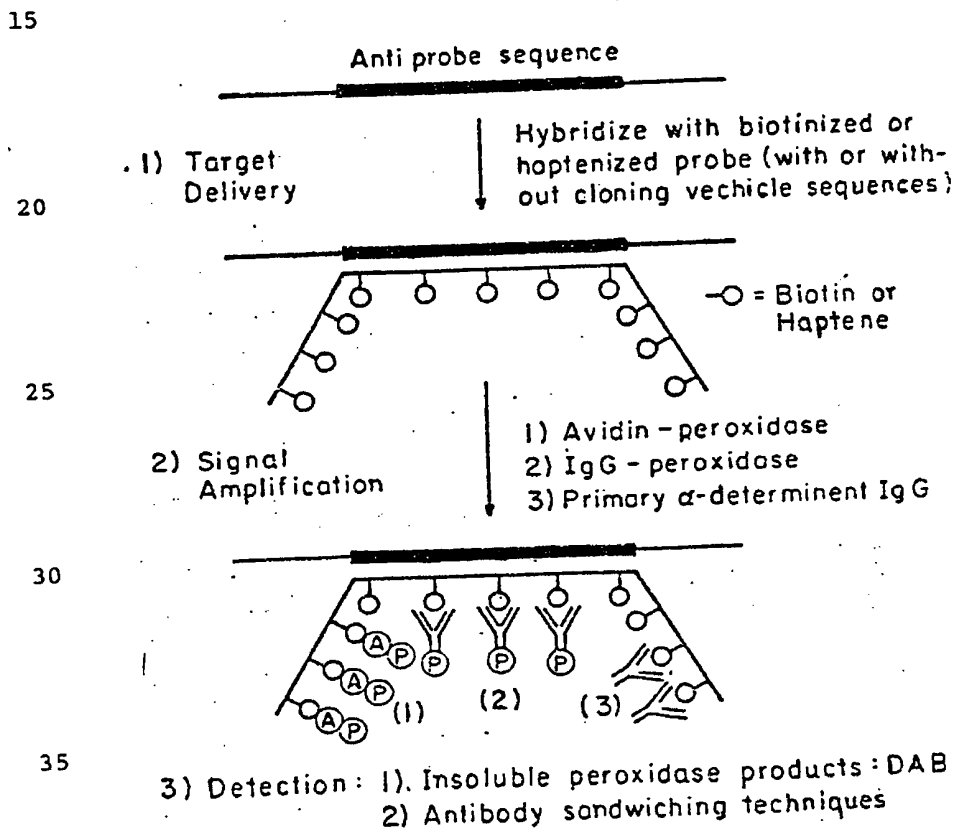 15
Anti probe sequence
1) Target
Delivery
Hybridize with biotinized or
haptenized probe (with or with-
out cloning vechicle sequences)
20
-O = Biotin or
Haptene
25
2) Signal
Amplification
1) Avidin-peroxidase
2) IgG-peroxidase
3) Primary α-determinent IgG
30
A P P P P
A P
A P
(1) (2) (3)
35
3) Detection: 1). Insoluble peroxidase products: DAB
2) Antibody sandwiching techniques